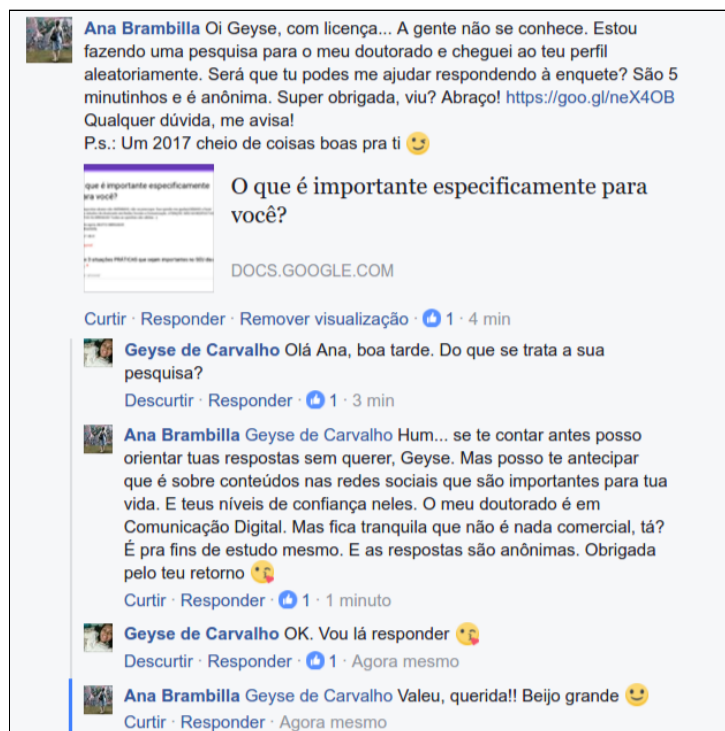 Ana Brambilla Oi Geyse, com licença... A gente não se conhece. Estou
fazendo uma pesquisa para o meu doutorado e cheguei ao teu perfil
aleatoriamente. Será que tu podes me ajudar respondendo à enquete? São 5
minutinhos e é anônima. Super obrigada, viu? Abraço! https://goo.gl/neX4OB
Qualquer dúvida, me avisa!
P.s.: Um 2017 cheio de coisas boas pra ti 😉
que é importante especificamente
O que é importante especificamente para
você?
DOCS.GOOGLE.COM
Curtir · Responder · Remover visualização · 1 · 4 min
Geyse de Carvalho Olá Ana, boa tarde. Do que se trata a sua
pesquisa?
Descurtir · Responder · 1 · 3 min
Ana Brambilla Geyse de Carvalho Hum... se te contar antes posso
orientar tuas respostas sem querer, Geyse. Mas posso te antecipar
que é sobre conteúdos nas redes sociais que são importantes para tua
vida. E teus níveis de confiança neles. O meu doutorado é em
Comunicação Digital. Mas fica tranquila que não é nada comercial, tá?
É pra fins de estudo mesmo. E as respostas são anônimas. Obrigada
pelo teu retorno 😘
Curtir · Responder · 1 · 1 minuto
Geyse de Carvalho OK. Vou lá responder 😘
Descurtir · Responder · 1 · Agora mesmo
Ana Brambilla Geyse de Carvalho Valeu, querida!! Beijo grande 🙂
Curtir · Responder · Agora mesmo